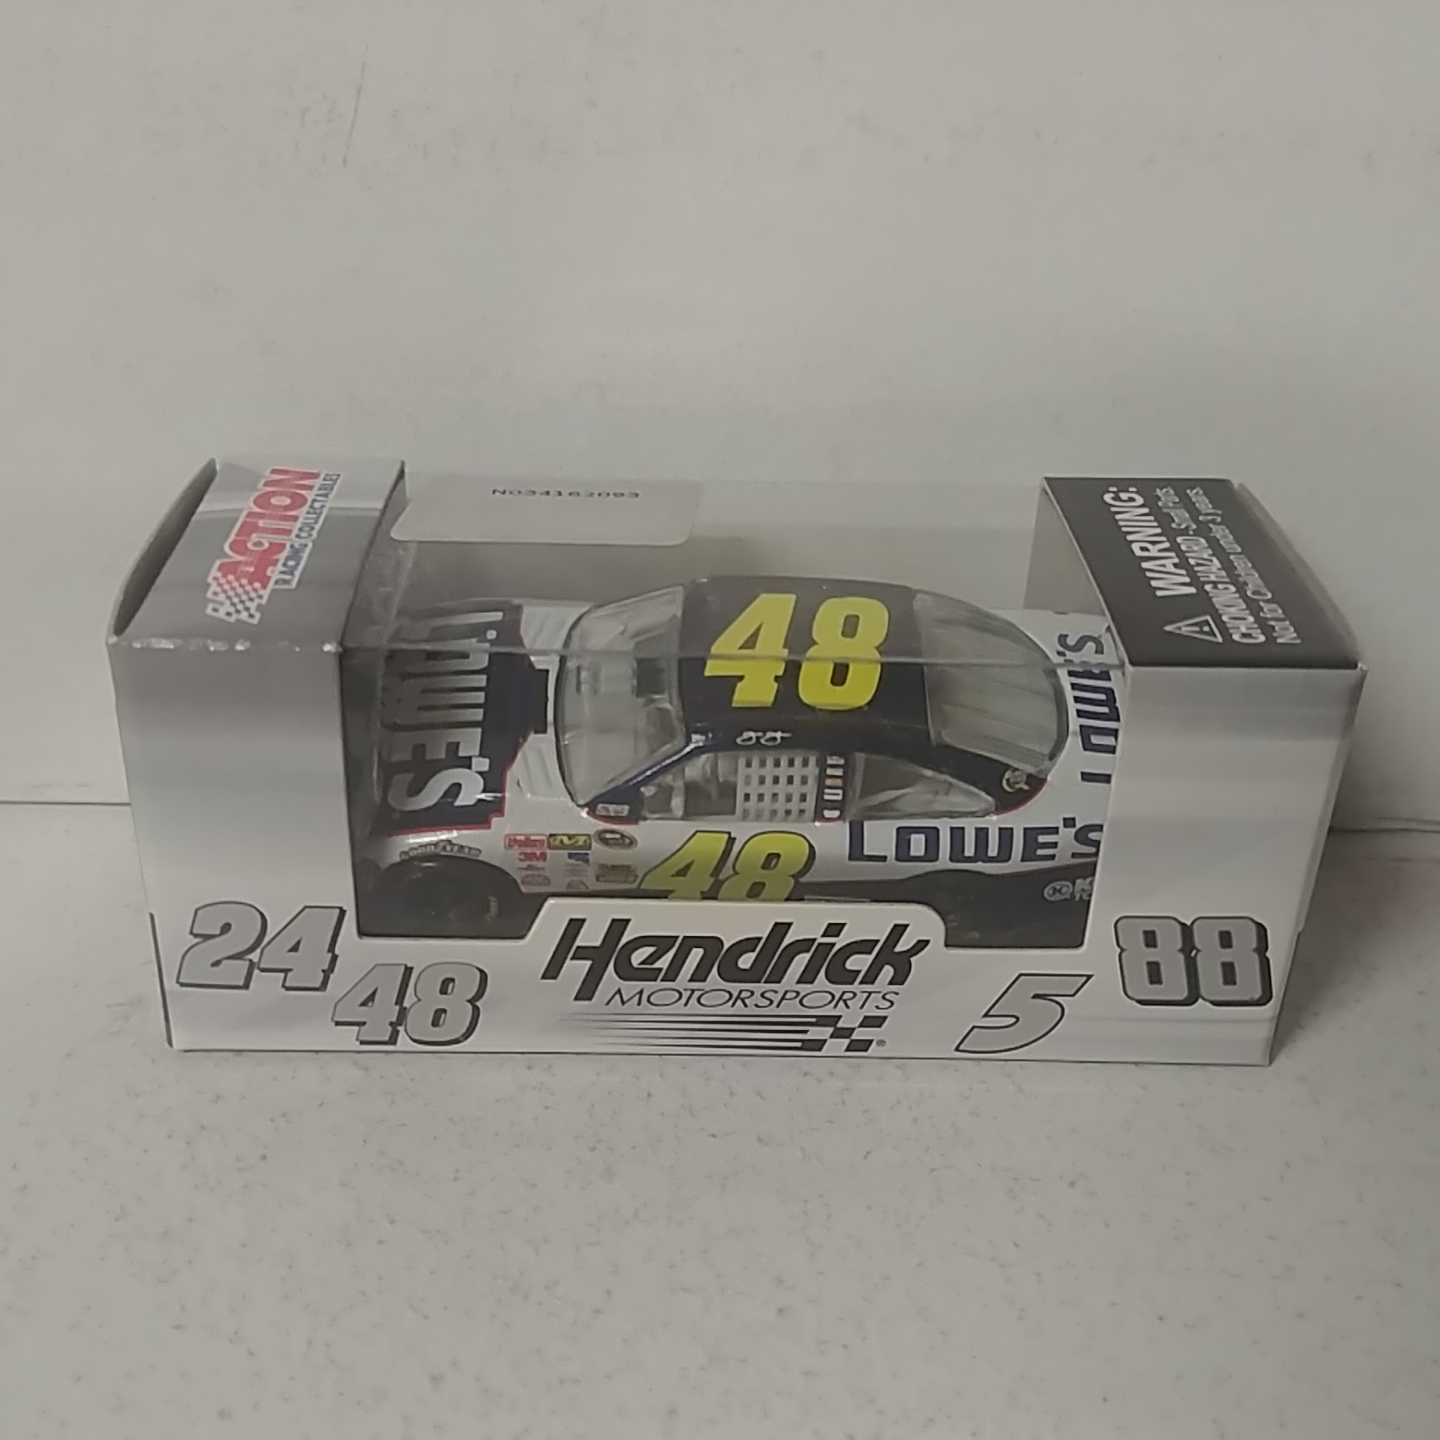 ACTION
RACING COLLECTABLES
N034162093
WARNING:
CHOKING HAZARD - Small Parts
Not for Children under 3 years.
LOWE'S
48
LOWE'S
GOODYEAR
3M
48
LOWE'S
24
48
Hendrick
MOTORSPORTS
®
5
88